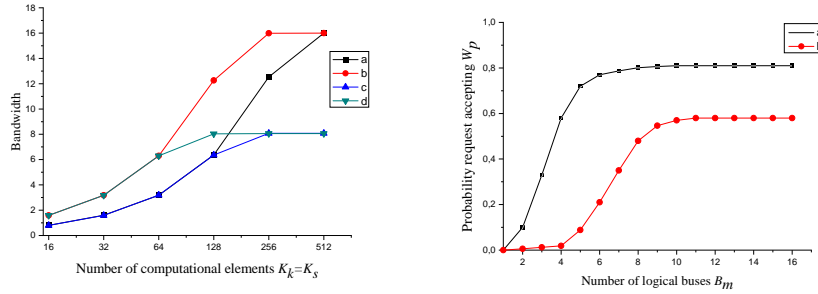 18
16
14
12
10
8
6
4
2
0
Bandwidth
16 32 64 128 256 512
Number of computational elements K_k=K_s
a
b
c
d
1,0
0,8
0,6
0,4
0,2
0,0
Probability request accepting Wp
2 4 6 8 10 12 14 16
Number of logical buses B_m
a